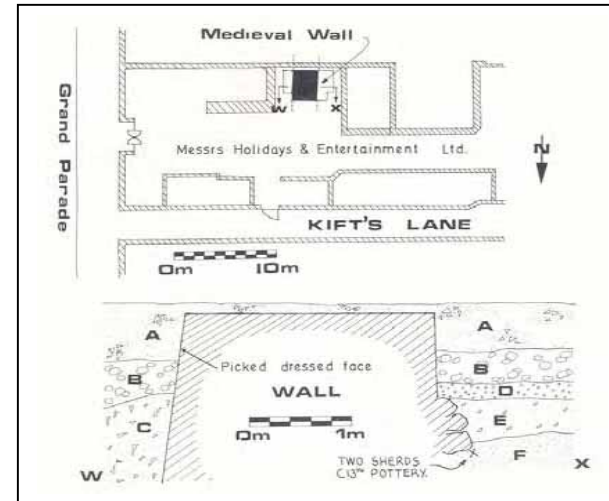 Medieval Wall
Grand Parade
W
X
Messrs Holidays & Entertainment Ltd.
N
KIFT'S LANE
0m 10m
A
A
B
B
Picked dressed face
WALL
D
C
E
0m 1m
F
W
TWO SHERDS
C13TH POTTERY.
X